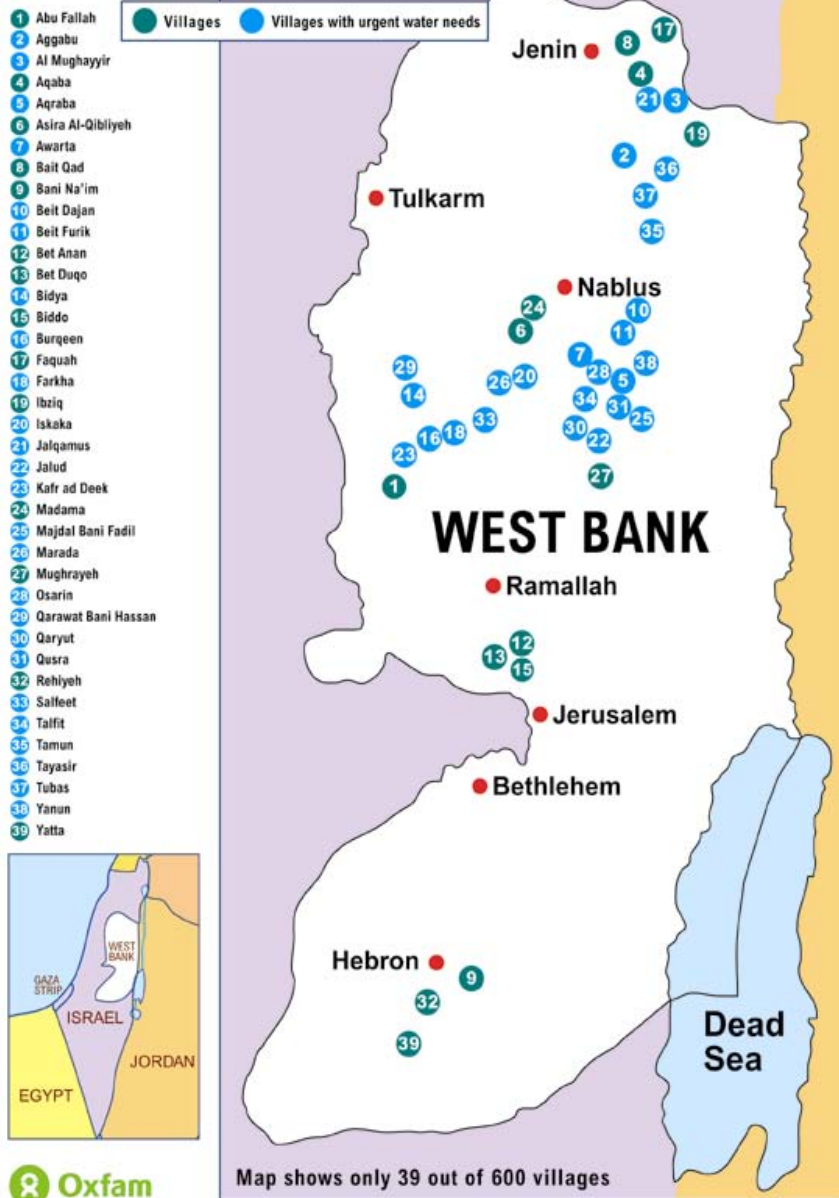 Villages
Villages with urgent water needs
1 Abu Fallah
2 Aggabu
3 Al Mughayyir
4 Aqaba
5 Aqraba
6 Asira Al-Qibliyeh
7 Awarta
8 Bait Qad
9 Bani Na'im
10 Beit Dajan
11 Beit Furik
12 Bet Anan
13 Bet Duqo
14 Bidya
15 Biddo
16 Burqeen
17 Faquah
18 Farkha
19 Ibziq
20 Iskaka
21 Jalqamus
22 Jalud
23 Kafr ad Deek
24 Madama
25 Majdal Bani Fadil
26 Marada
27 Mughrayeh
28 Osarin
29 Qarawat Bani Hassan
30 Qaryut
31 Qusra
32 Rehiyeh
33 Salfeet
34 Talfit
35 Tamun
36 Tayasir
37 Tubas
38 Yanun
39 Yatta
17
8
Jenin
4
21 3
19
2
36
37
Tulkarm
35
Nablus
24
10
6
11
7
38
29
28
26 20
5
14
34
31
33
25
16 18
30
22
23
27
1
WEST BANK
Ramallah
12
13
15
Jerusalem
Bethlehem
Hebron
9
32
39
Dead
Sea
WEST
BANK
GAZA
STRIP
ISRAEL
JORDAN
EGYPT
Oxfam
Map shows only 39 out of 600 villages